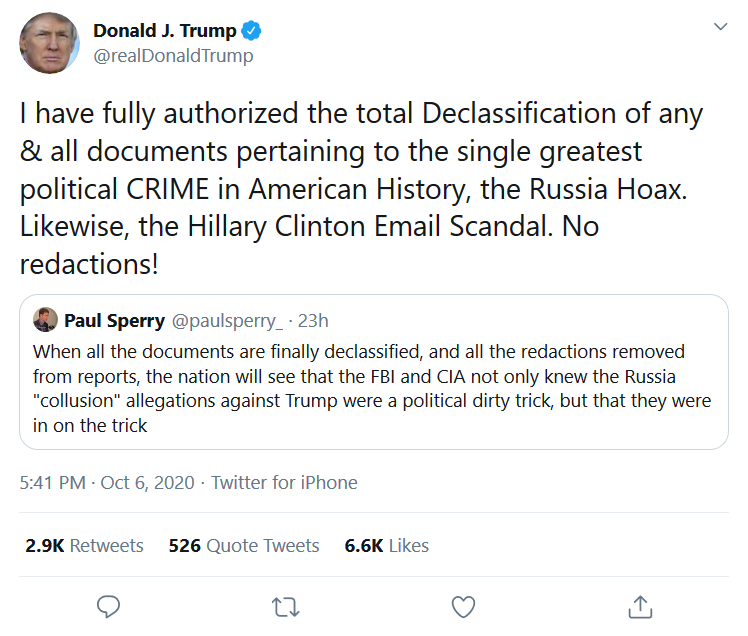 Donald J. Trump
@realDonaldTrump
I have fully authorized the total Declassification of any
& all documents pertaining to the single greatest
political CRIME in American History, the Russia Hoax.
Likewise, the Hillary Clinton Email Scandal. No
redactions!
Paul Sperry @paulsperry_ · 23h
When all the documents are finally declassified, and all the redactions removed
from reports, the nation will see that the FBI and CIA not only knew the Russia
"collusion" allegations against Trump were a political dirty trick, but that they were
in on the trick
5:41 PM · Oct 6, 2020 · Twitter for iPhone
2.9K Retweets 526 Quote Tweets 6.6K Likes